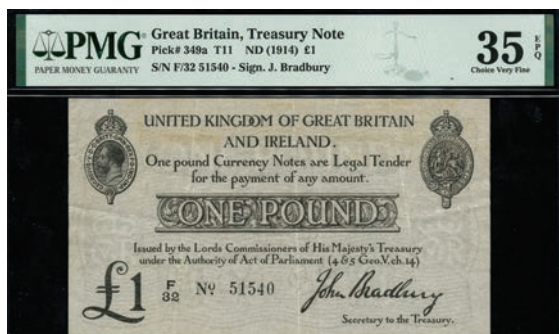 PMG
PAPER MONEY GUARANTY
Great Britain, Treasury Note
Pick# 349a T11 ND (1914) £1
S/N F/32 51540 - Sign. J. Bradbury
35
EPQ
Choice Very Fine
UNITED KINGDOM OF GREAT BRITAIN
AND IRELAND.
One pound Currency Notes are Legal Tender
for the payment of any amount.
ONE POUND
Issued by the Lords Commissioners of His Majesty's Treasury
under the Authority of Act of Parliament (4 & 5 Geo.V. ch.14)
£1 F/32 No. 51540 John Bradbury
Secretary to the Treasury.